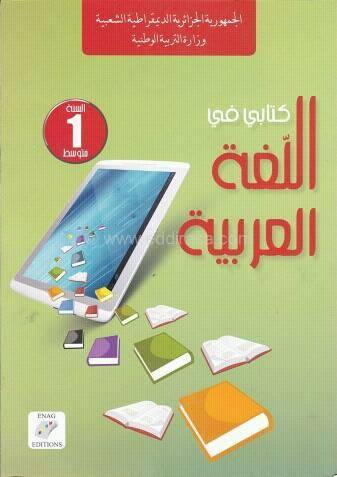 الجمهورية الجزائرية الديمقراطية الشعبية
وزارة التربية الوطنية
كتابي في
اللّغة
العربية
السنة
1
متوسط
ENAG
EDITIONS